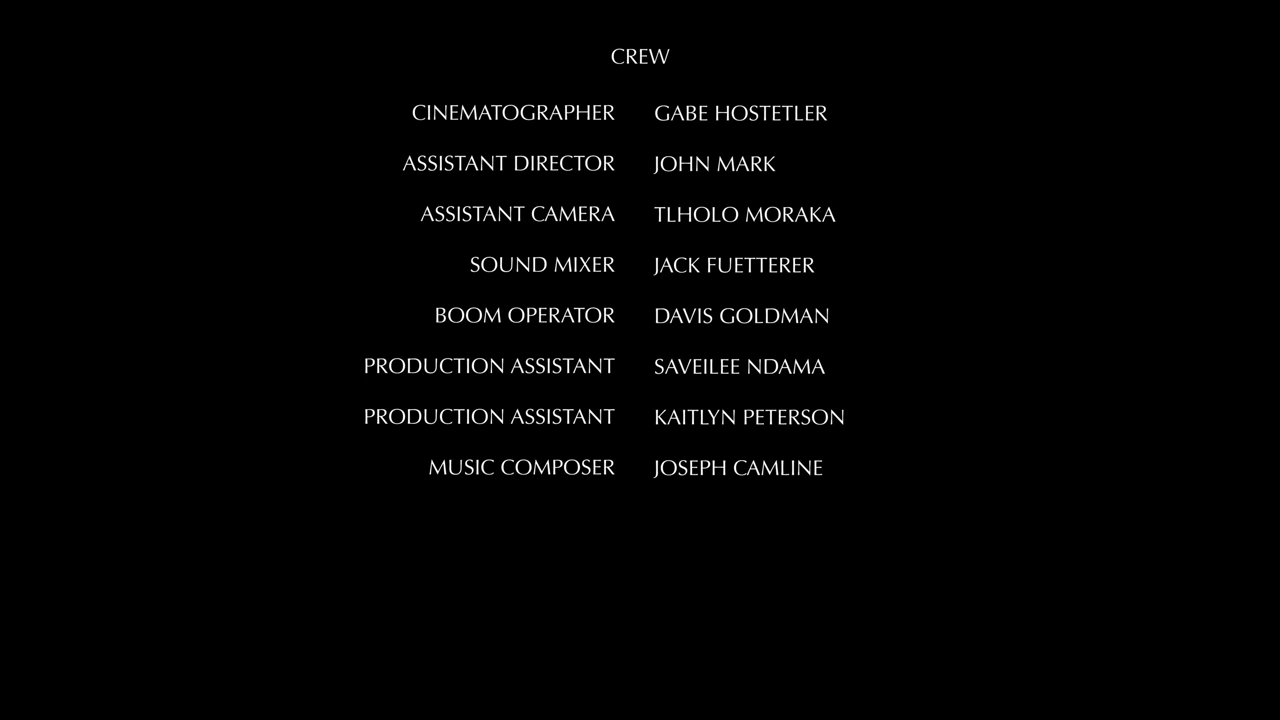 CREW
CINEMATOGRAPHER GABE HOSTETLER
ASSISTANT DIRECTOR JOHN MARK
ASSISTANT CAMERA TLHOLO MORAKA
SOUND MIXER JACK FUETTERER
BOOM OPERATOR DAVIS GOLDMAN
PRODUCTION ASSISTANT SAVEILEE NDAMA
PRODUCTION ASSISTANT KAITLYN PETERSON
MUSIC COMPOSER JOSEPH CAMLINE